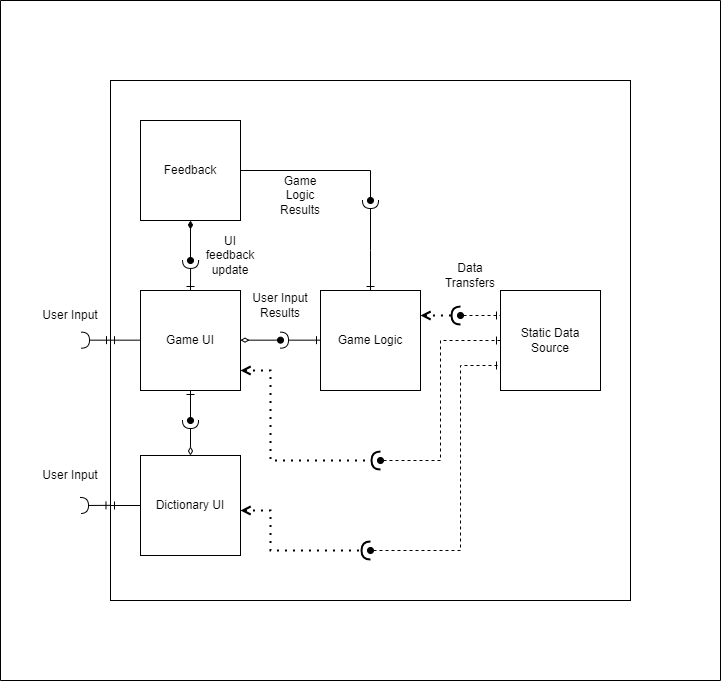 Feedback
Game
Logic
Results
UI
feedback
update
Data
Transfers
User Input
User Input
Results
Game UI
Game Logic
Static Data
Source
User Input
Dictionary UI